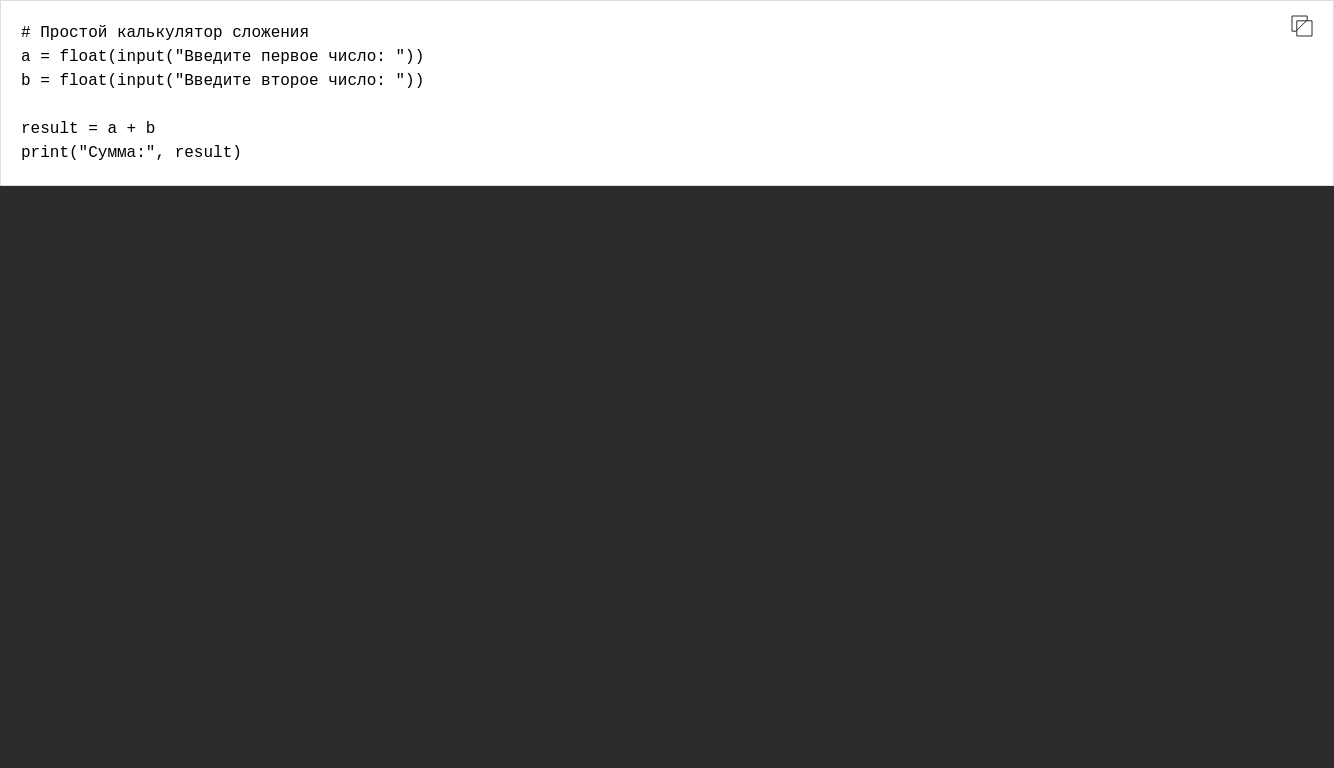 # Простой калькулятор сложения
a = float(input("Введите первое число: "))
b = float(input("Введите второе число: "))

result = a + b
print("Сумма:", result)